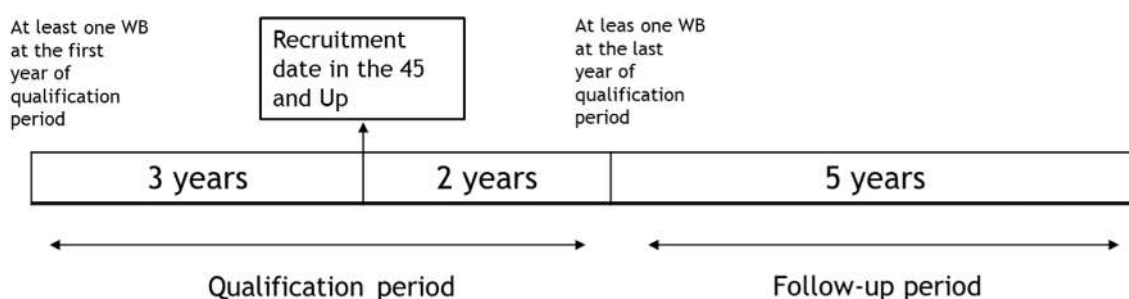 At least one WB
at the first
year of
qualification
period
Recruitment
date in the 45
and Up
At leas one WB
at the last
year of
qualification
period
3 years
2 years
5 years
Qualification period
Follow-up period